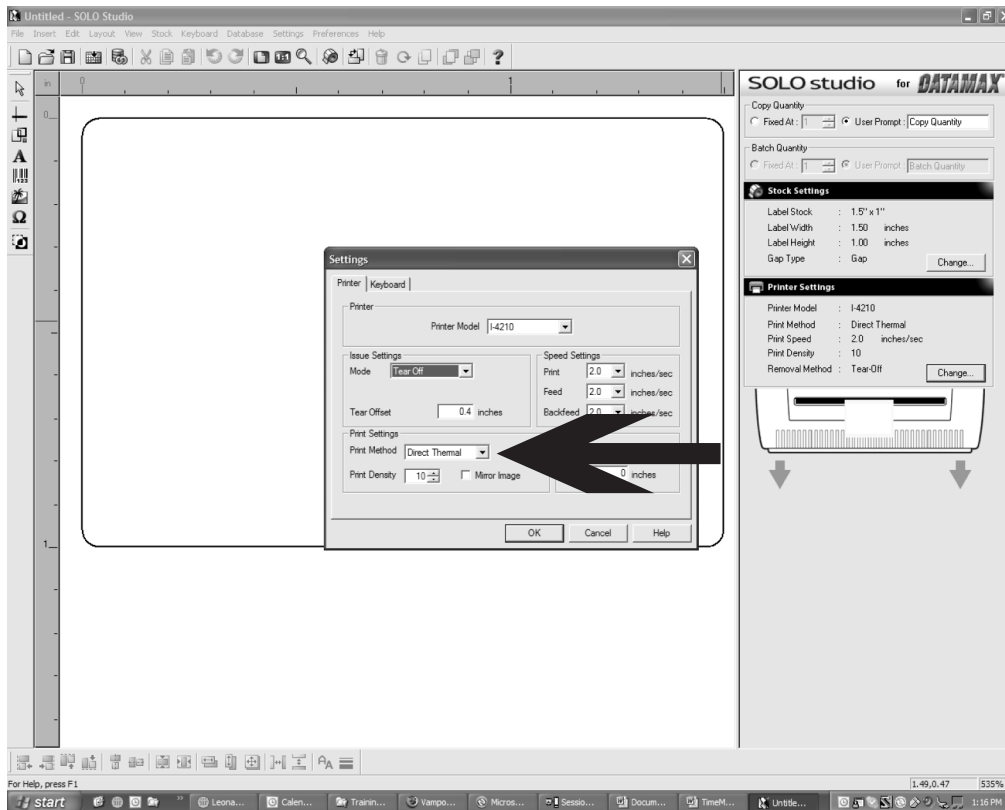 Untitled - SOLO Studio
File Insert Edit Layout View Stock Keyboard Database Settings Preferences Help
in 0 1
0
1
A
Ω
SOLO studio for DATAMAX
Copy Quantity
Fixed At : 1 User Prompt : Copy Quantity
Batch Quantity
Fixed At : 1 User Prompt : Batch Quantity
Stock Settings
Label Stock : 1.5" x 1"
Label Width : 1.50 inches
Label Height : 1.00 inches
Gap Type : Gap Change...
Printer Settings
Printer Model : I-4210
Print Method : Direct Thermal
Print Speed : 2.0 inches/sec
Print Density : 10
Removal Method : Tear-Off Change...
Settings
Printer Keyboard
Printer
Printer Model I-4210
Issue Settings
Mode Tear Off
Tear Offset 0.4 inches
Speed Settings
Print 2.0 inches/sec
Feed 2.0 inches/sec
Backfeed 2.0 inches/sec
Print Settings
Print Method Direct Thermal
Print Density 10 Mirror Image
0 inches
OK Cancel Help
For Help, press F1 1.49,0.47 535%
start Leona... Calen... Trainin... Vampo... Micros... Sessio... Docum... TimeM... Untitle... 1:16 PM